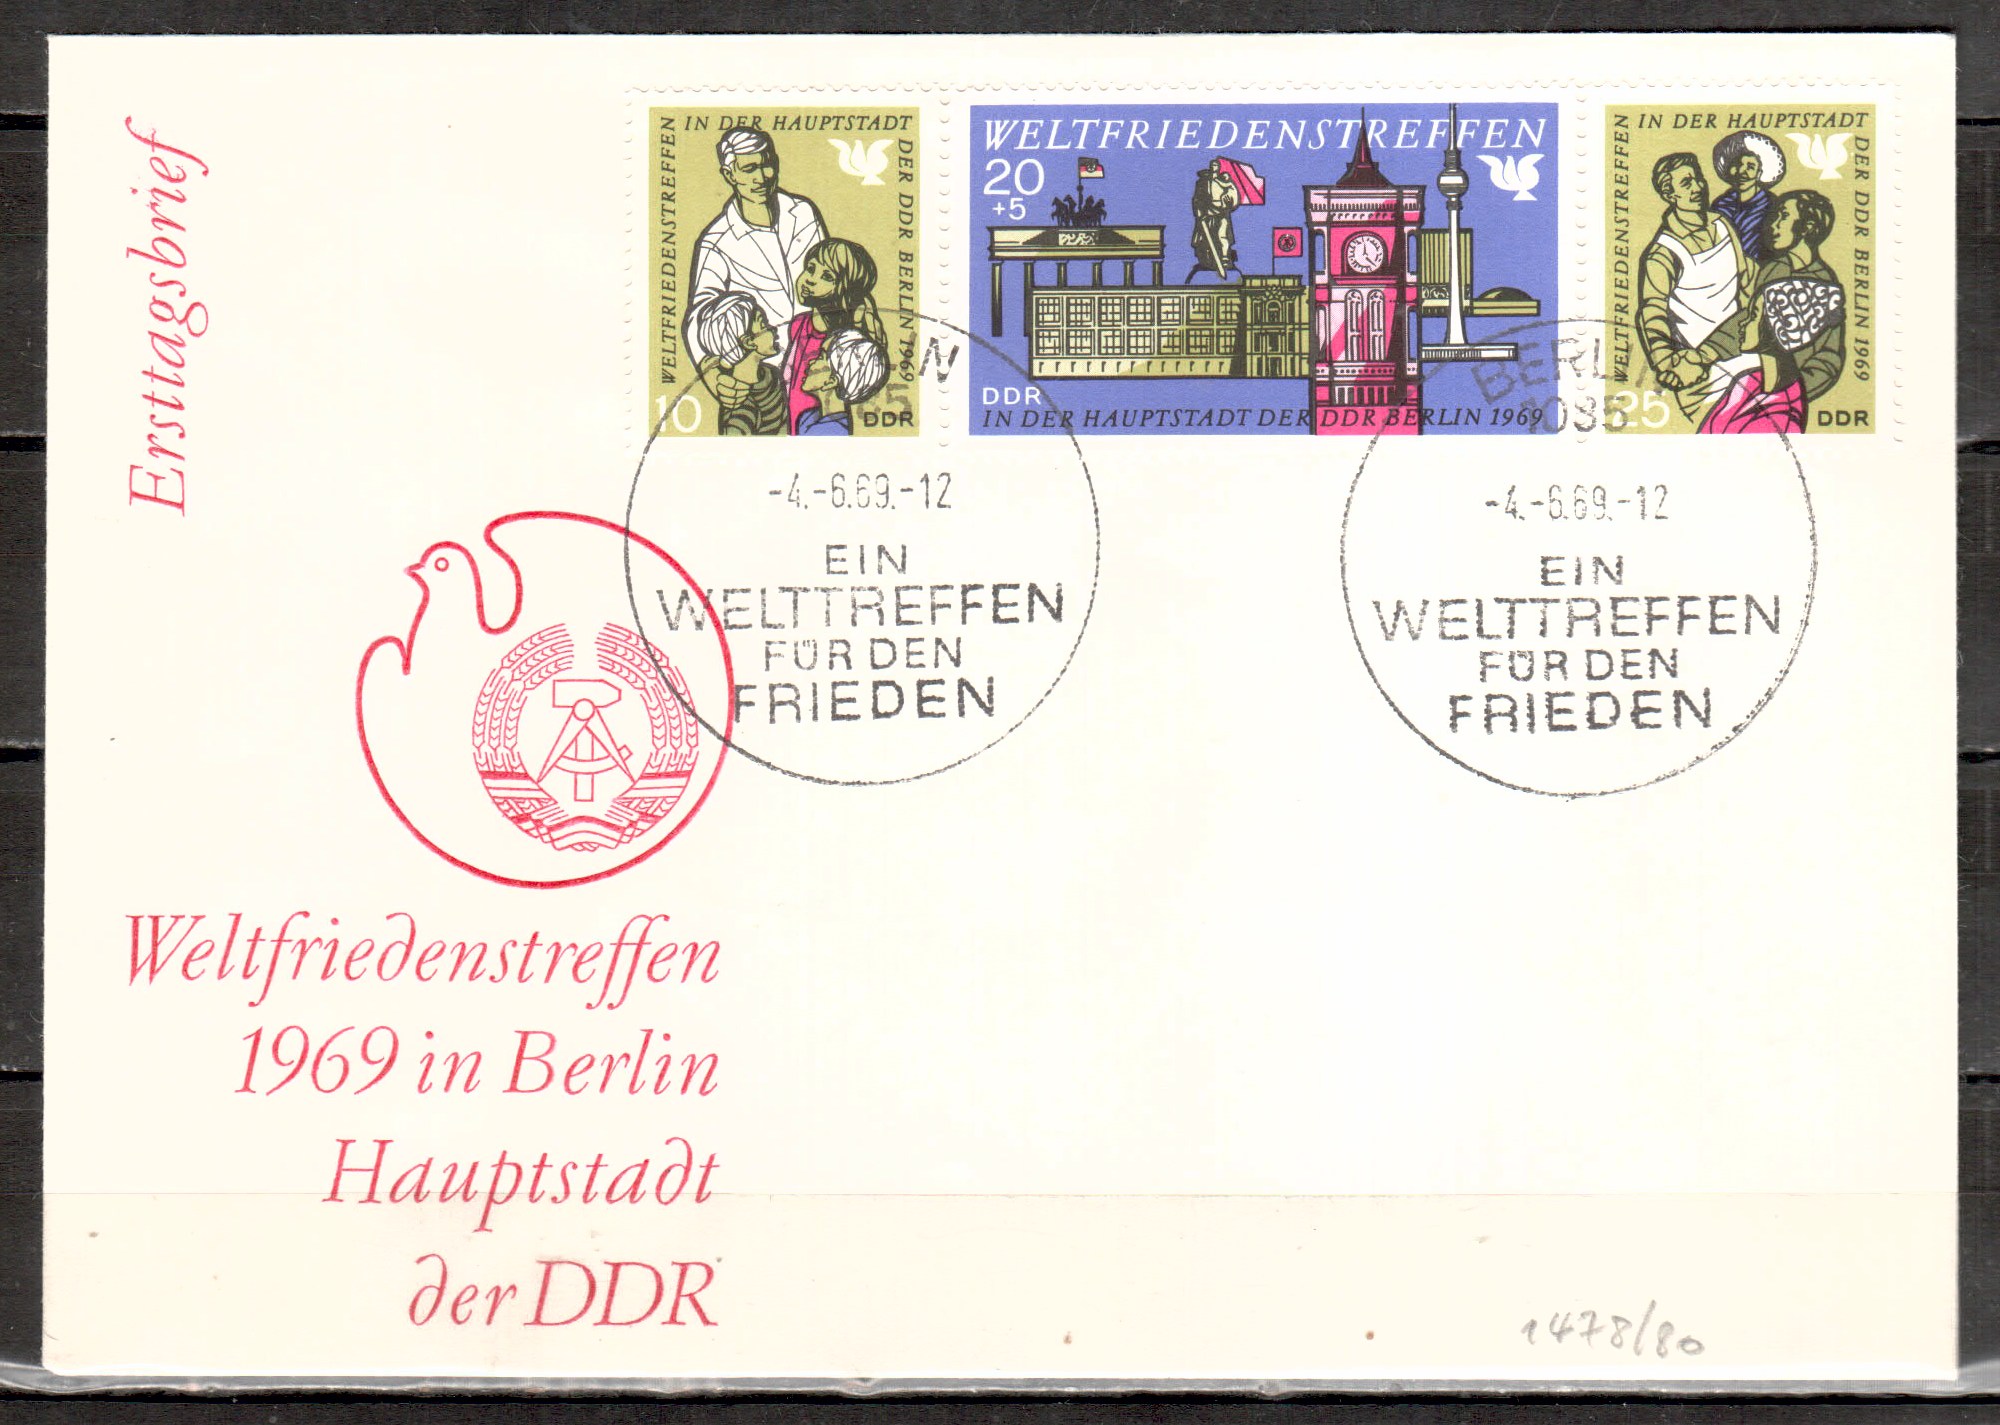 Ersttagsbrief
WELTFRIEDENSTREFFEN
IN DER HAUPTSTADT
DER DDR BERLIN 1969
10
DDR
WELTFRIEDENSTREFFEN
20
+5
DDR
IN DER HAUPTSTADT DER DDR BERLIN 1969
WELTFRIEDENSTREFFEN
IN DER HAUPTSTADT
DER DDR BERLIN 1969
25
DDR
-4.-6.69.-12
EIN
WELTTREFFEN
FÜR DEN
FRIEDEN
BERLIN
1085
-4.-6.69.-12
EIN
WELTTREFFEN
FÜR DEN
FRIEDEN
Weltfriedenstreffen
1969 in Berlin
Hauptstadt
der DDR
1478/80